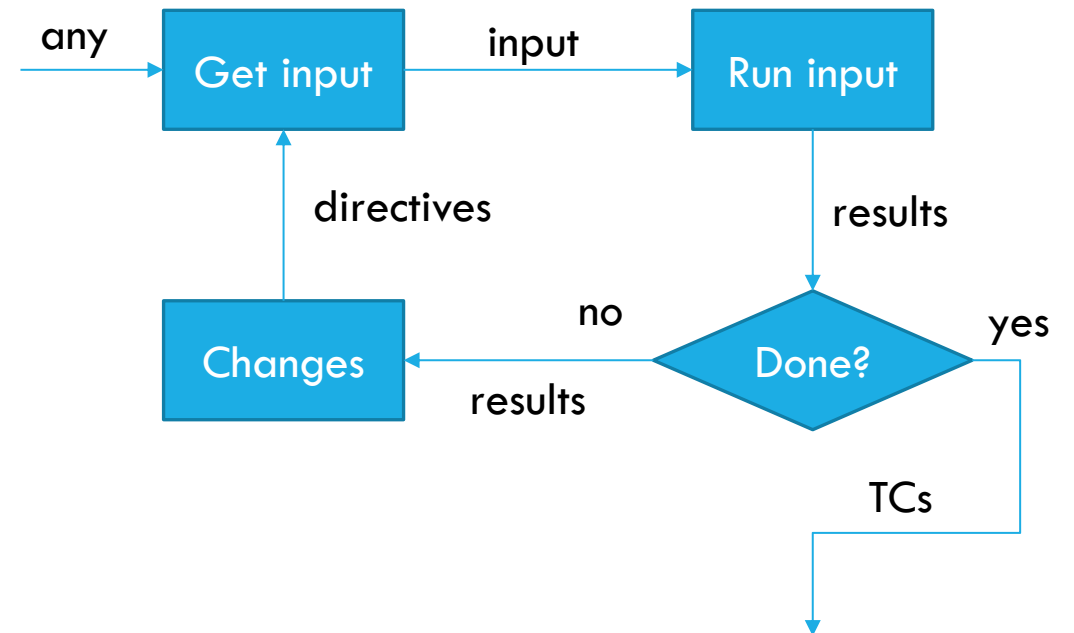 any
Get input
input
Run input
directives
results
Changes
no
results
Done?
yes
TCs